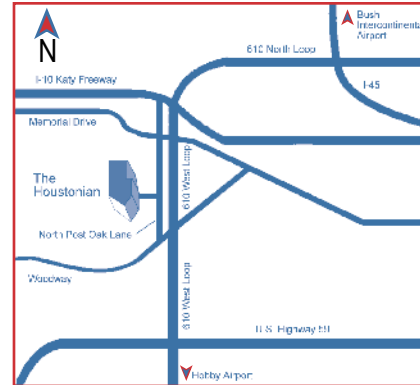 N
Bush
Intercontinental
Airport
610 North Loop
I-10 Katy Freeway
I-45
Memorial Drive
The
Houstonian
610 West Loop
North Post Oak Lane
Woodway
610 West Loop
U.S. Highway 59
Hobby Airport